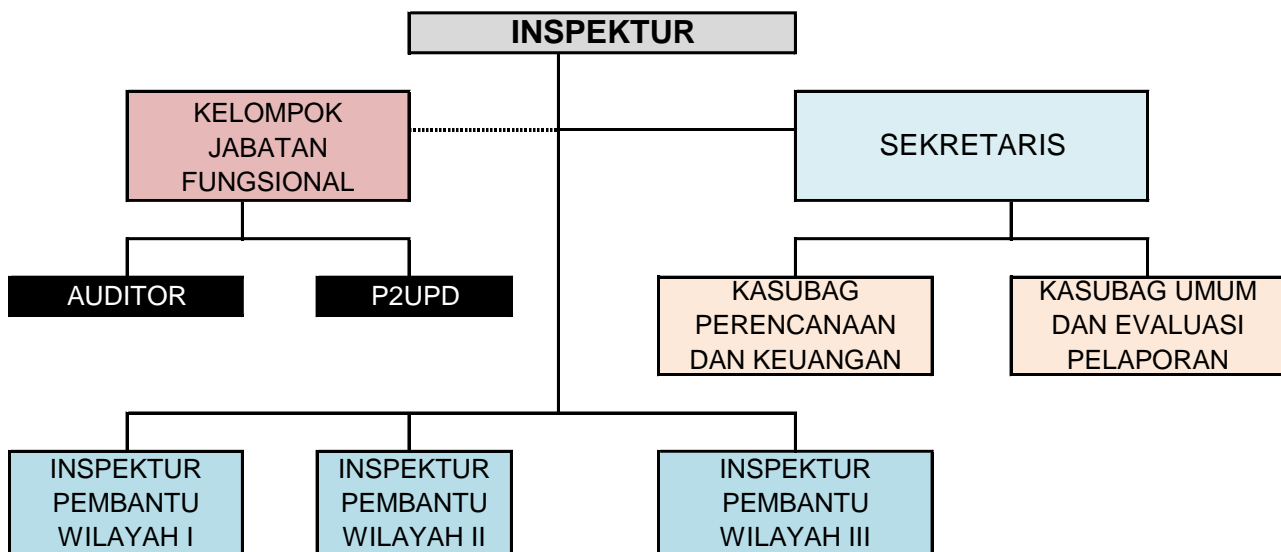 INSPEKTUR
KELOMPOK
JABATAN
FUNGSIONAL
SEKRETARIS
AUDITOR
P2UPD
KASUBAG
PERENCANAAN
DAN KEUANGAN
KASUBAG UMUM
DAN EVALUASI
PELAPORAN
INSPEKTUR
PEMBANTU
WILAYAH I
INSPEKTUR
PEMBANTU
WILAYAH II
INSPEKTUR
PEMBANTU
WILAYAH III